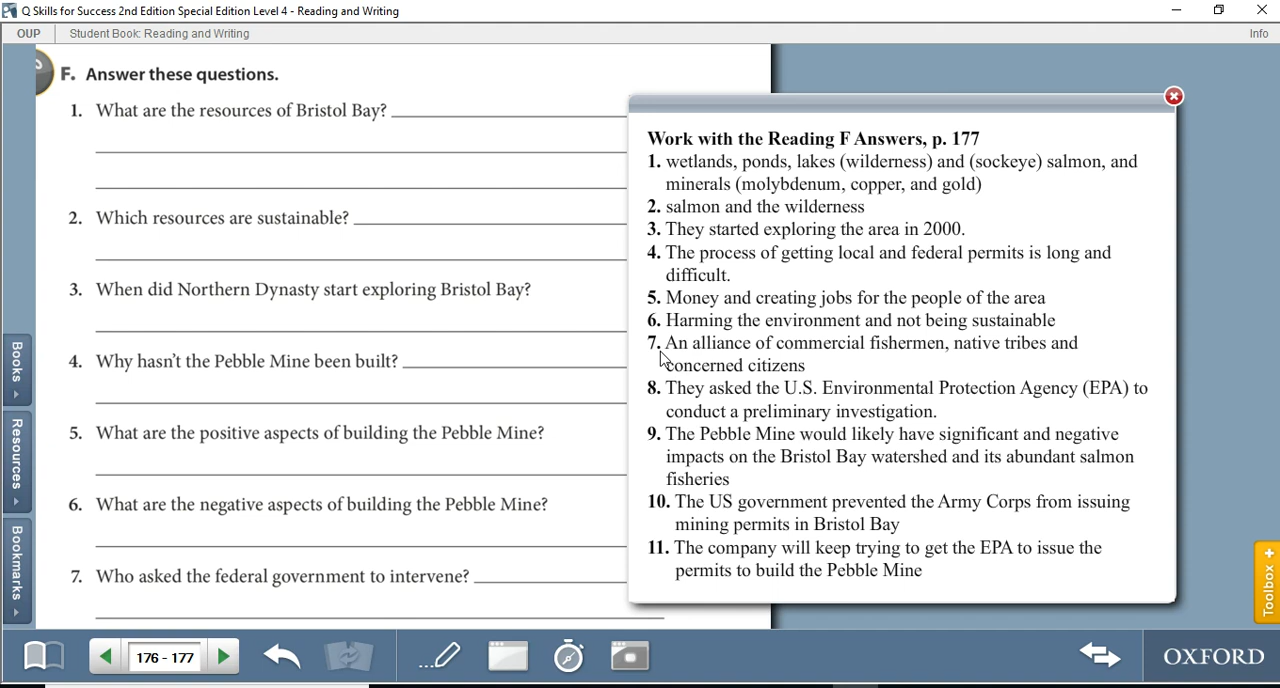 Q Skills for Success 2nd Edition Special Edition Level 4 - Reading and Writing
OUP
Student Book: Reading and Writing
Info
F. Answer these questions.
1. What are the resources of Bristol Bay?
2. Which resources are sustainable?
3. When did Northern Dynasty start exploring Bristol Bay?
4. Why hasn't the Pebble Mine been built?
5. What are the positive aspects of building the Pebble Mine?
6. What are the negative aspects of building the Pebble Mine?
7. Who asked the federal government to intervene?
Work with the Reading F Answers, p. 177
1. wetlands, ponds, lakes (wilderness) and (sockeye) salmon, and
minerals (molybdenum, copper, and gold)
2. salmon and the wilderness
3. They started exploring the area in 2000.
4. The process of getting local and federal permits is long and
difficult.
5. Money and creating jobs for the people of the area
6. Harming the environment and not being sustainable
7. An alliance of commercial fishermen, native tribes and
concerned citizens
8. They asked the U.S. Environmental Protection Agency (EPA) to
conduct a preliminary investigation.
9. The Pebble Mine would likely have significant and negative
impacts on the Bristol Bay watershed and its abundant salmon
fisheries
10. The US government prevented the Army Corps from issuing
mining permits in Bristol Bay
11. The company will keep trying to get the EPA to issue the
permits to build the Pebble Mine
Books
Resources
Bookmarks
Toolbox +
176 - 177
OXFORD